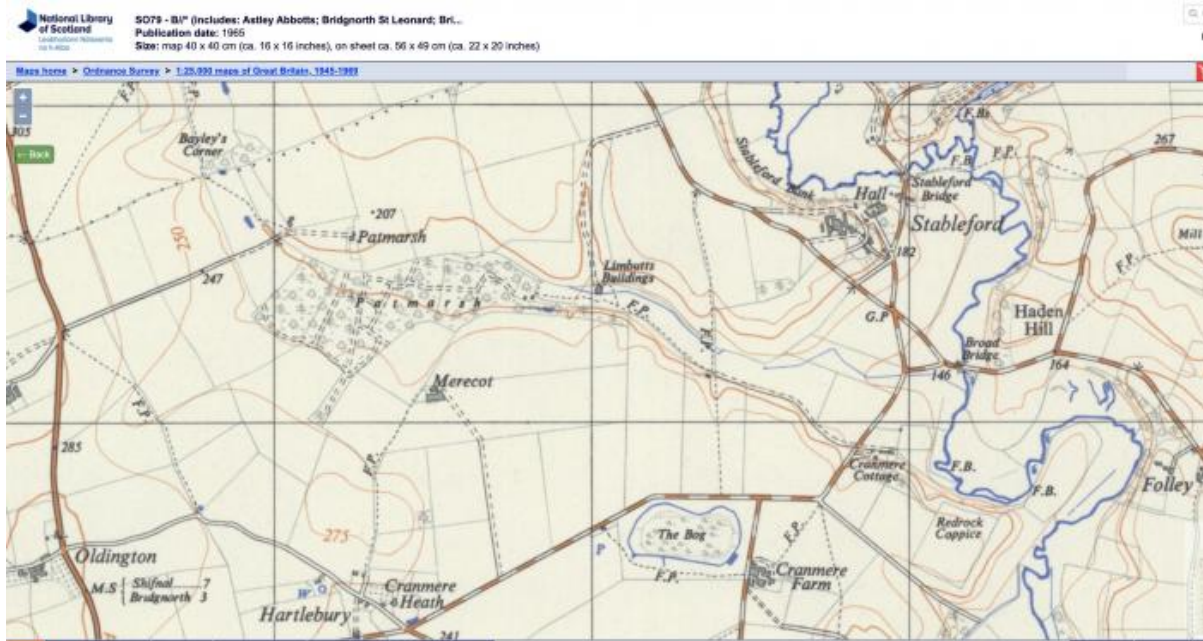 National Library
of Scotland
SO79 - B/I" (includes: Astley Abbotts; Bridgnorth St Leonard; Bri...
Publication date: 1965
Size: map 40 x 40 cm (ca. 16 x 16 inches), on sheet ca. 56 x 49 cm (ca. 22 x 20 inches)
Maps home > Ordnance Survey > 1:25,000 maps of Great Britain, 1945-1969
+
-
← Back
305
F.P.
F.P.
Bayley's
Corner
250
207
Patmarsh
247
Patmarsh
Limbutts
Buildings
F.P.
F.P.
Stableford Bank
F.Bs
F.B
F.P.
267
Hall
Stableford
Bridge
Stableford
182
Mill
F.P.
G.P
Haden
Hill
Broad
Bridge
146
164
F.P.
Merecot
285
F.P.
Cranmere
Cottage
F.B.
F.B.
Folley
Redrock
Coppice
275
The Bog
P
F.P.
F.P.
Oldington
M.S
Shifnal 7
Bridgnorth 3
W
Cranmere
Heath
Hartlebury
241
Cranmere
Farm